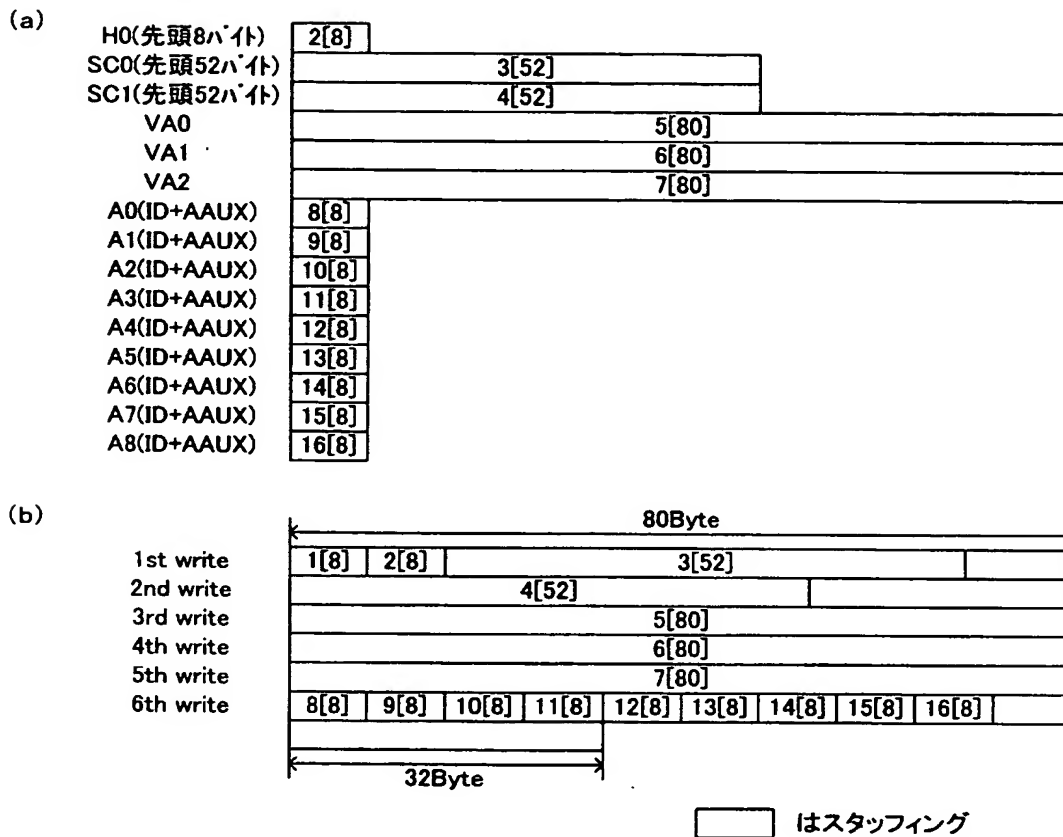 (a)
H0(先頭8バイト) 2[8]
SC0(先頭52バイト) 3[52]
SC1(先頭52バイト) 4[52]
VA0 5[80]
VA1 6[80]
VA2 7[80]
A0(ID+AAUX) 8[8]
A1(ID+AAUX) 9[8]
A2(ID+AAUX) 10[8]
A3(ID+AAUX) 11[8]
A4(ID+AAUX) 12[8]
A5(ID+AAUX) 13[8]
A6(ID+AAUX) 14[8]
A7(ID+AAUX) 15[8]
A8(ID+AAUX) 16[8]
(b)
80Byte
1st write 1[8] 2[8] 3[52]
2nd write 4[52]
3rd write 5[80]
4th write 6[80]
5th write 7[80]
6th write 8[8] 9[8] 10[8] 11[8] 12[8] 13[8] 14[8] 15[8] 16[8]
32Byte
はスタッフィング